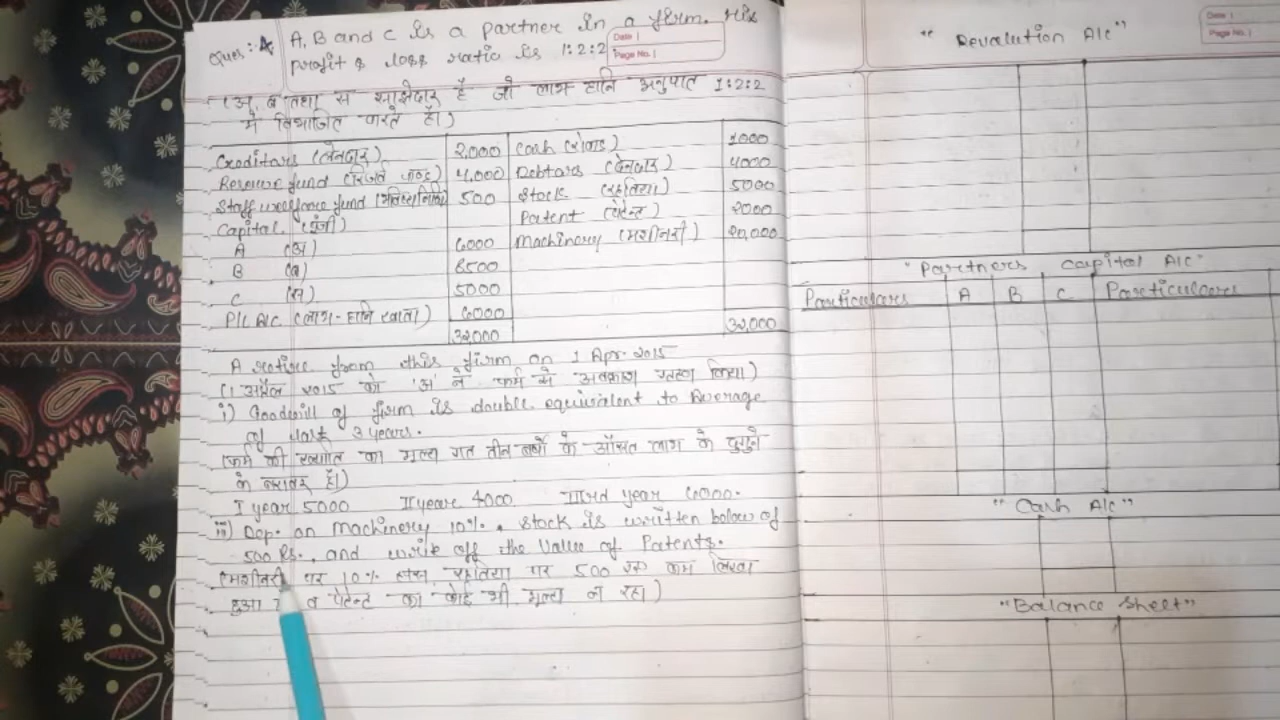 Ques:- A, B and C is a partner in a firm. His
profit & loss ratio is 1:2:2.
Date |
Page No. |
(अ, ब तथा स साझेदार है जो लाभ हानि अनुपात 1:2:2
में विभाजित करते हैं।)
Creditors (लेनदार) 2,000 Cash (रोकड) 1000
Reserve fund 4,000 Debtors (देनदार) 4000
Staff welfare fund 500 Stock (रहतिया) 5000
Capital (पूंजी) Patent (पेटेन्ट) 2000
A (अ) 6000 Machinery (मशीनरी) 20,000
B (ब) 8500
C (स) 5000
P/L A/C (लाभ-हानि खाता) 6000
32,000 32,000
A retire from this firm on 1 Apr. 2015
(1 अप्रैल 2015 को 'अ' ने फर्म से अवकाश ग्रहण किया)
i) Goodwill of firm is double equivalent to Average
of last 3 years.
(फर्म की ख्याति का मूल्य गत तीन वर्षों के औसत लाभ के दुगुने
के बराबर है।)
I year 5000 II year 4000 year 6000.
ii) Dep. on Machinery 10%. Stock is written below of
500 Rs., and write off the Value of Patents.
(मशीनरी पर 10% रहतिया पर 500 रू कम लिखा
हुआ व पेटेन्ट का कोई भी मूल्य न रहा)
"Revalution A/c"
Date |
Page No. |
"Partners Capital A/c"
Particulars A B C Particulars
"Cash A/c"
"Balance Sheet"